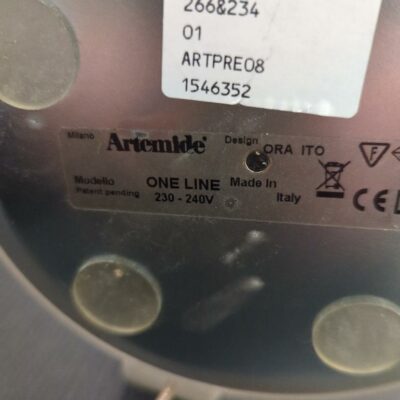 266&234
01
ARTPRE08
1546352
Milano Artemide® Design ORA ITO
F
Modello ONE LINE Made In
Patent pending 230 - 240V Italy
CE